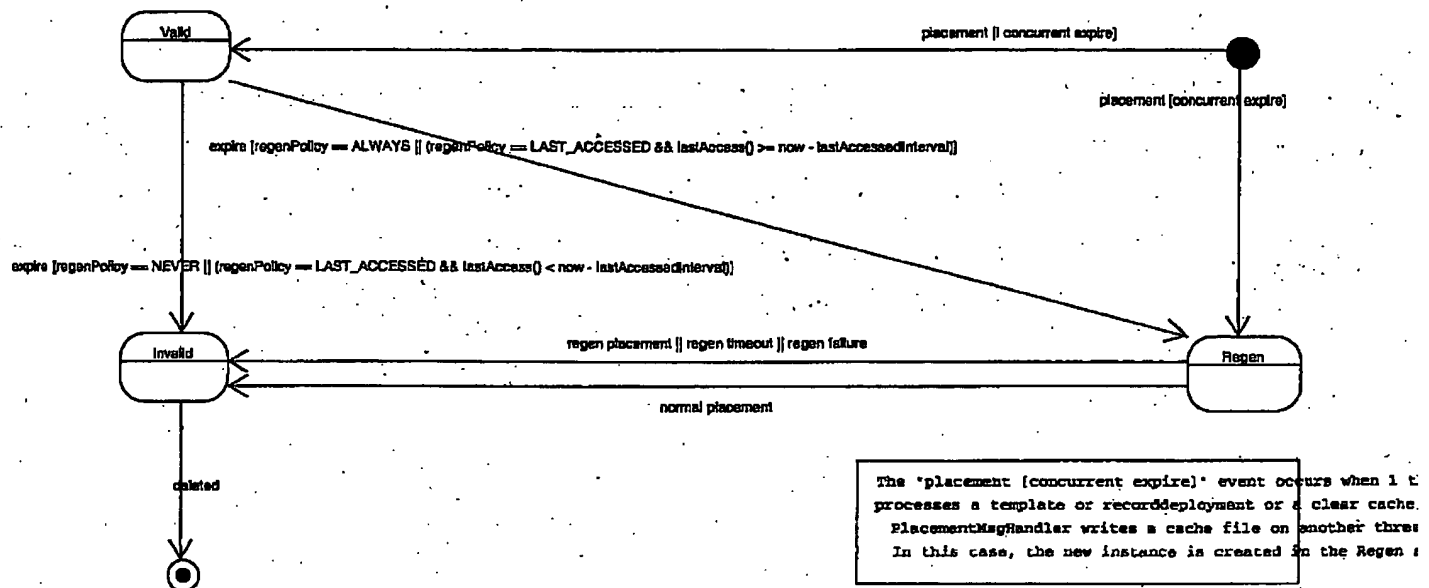 Valid
placement [! concurrent expire]
placement [concurrent expire]
expire [regenPolicy == ALWAYS || (regenPolicy == LAST_ACCESSED && lastAccess() >= now - lastAccessedInterval)]
expire [regenPolicy == NEVER || (regenPolicy == LAST_ACCESSED && lastAccess() < now - lastAccessedInterval)]
Invalid
regen placement || regen timeout || regen failure
Regen
normal placement
deleted
The "placement [concurrent expire]" event occurs when 1 t
processes a template or recorddeployment or a clear cache.
PlacementMsgHandler writes a cache file on another
In this case, the new instance is created in the Regen